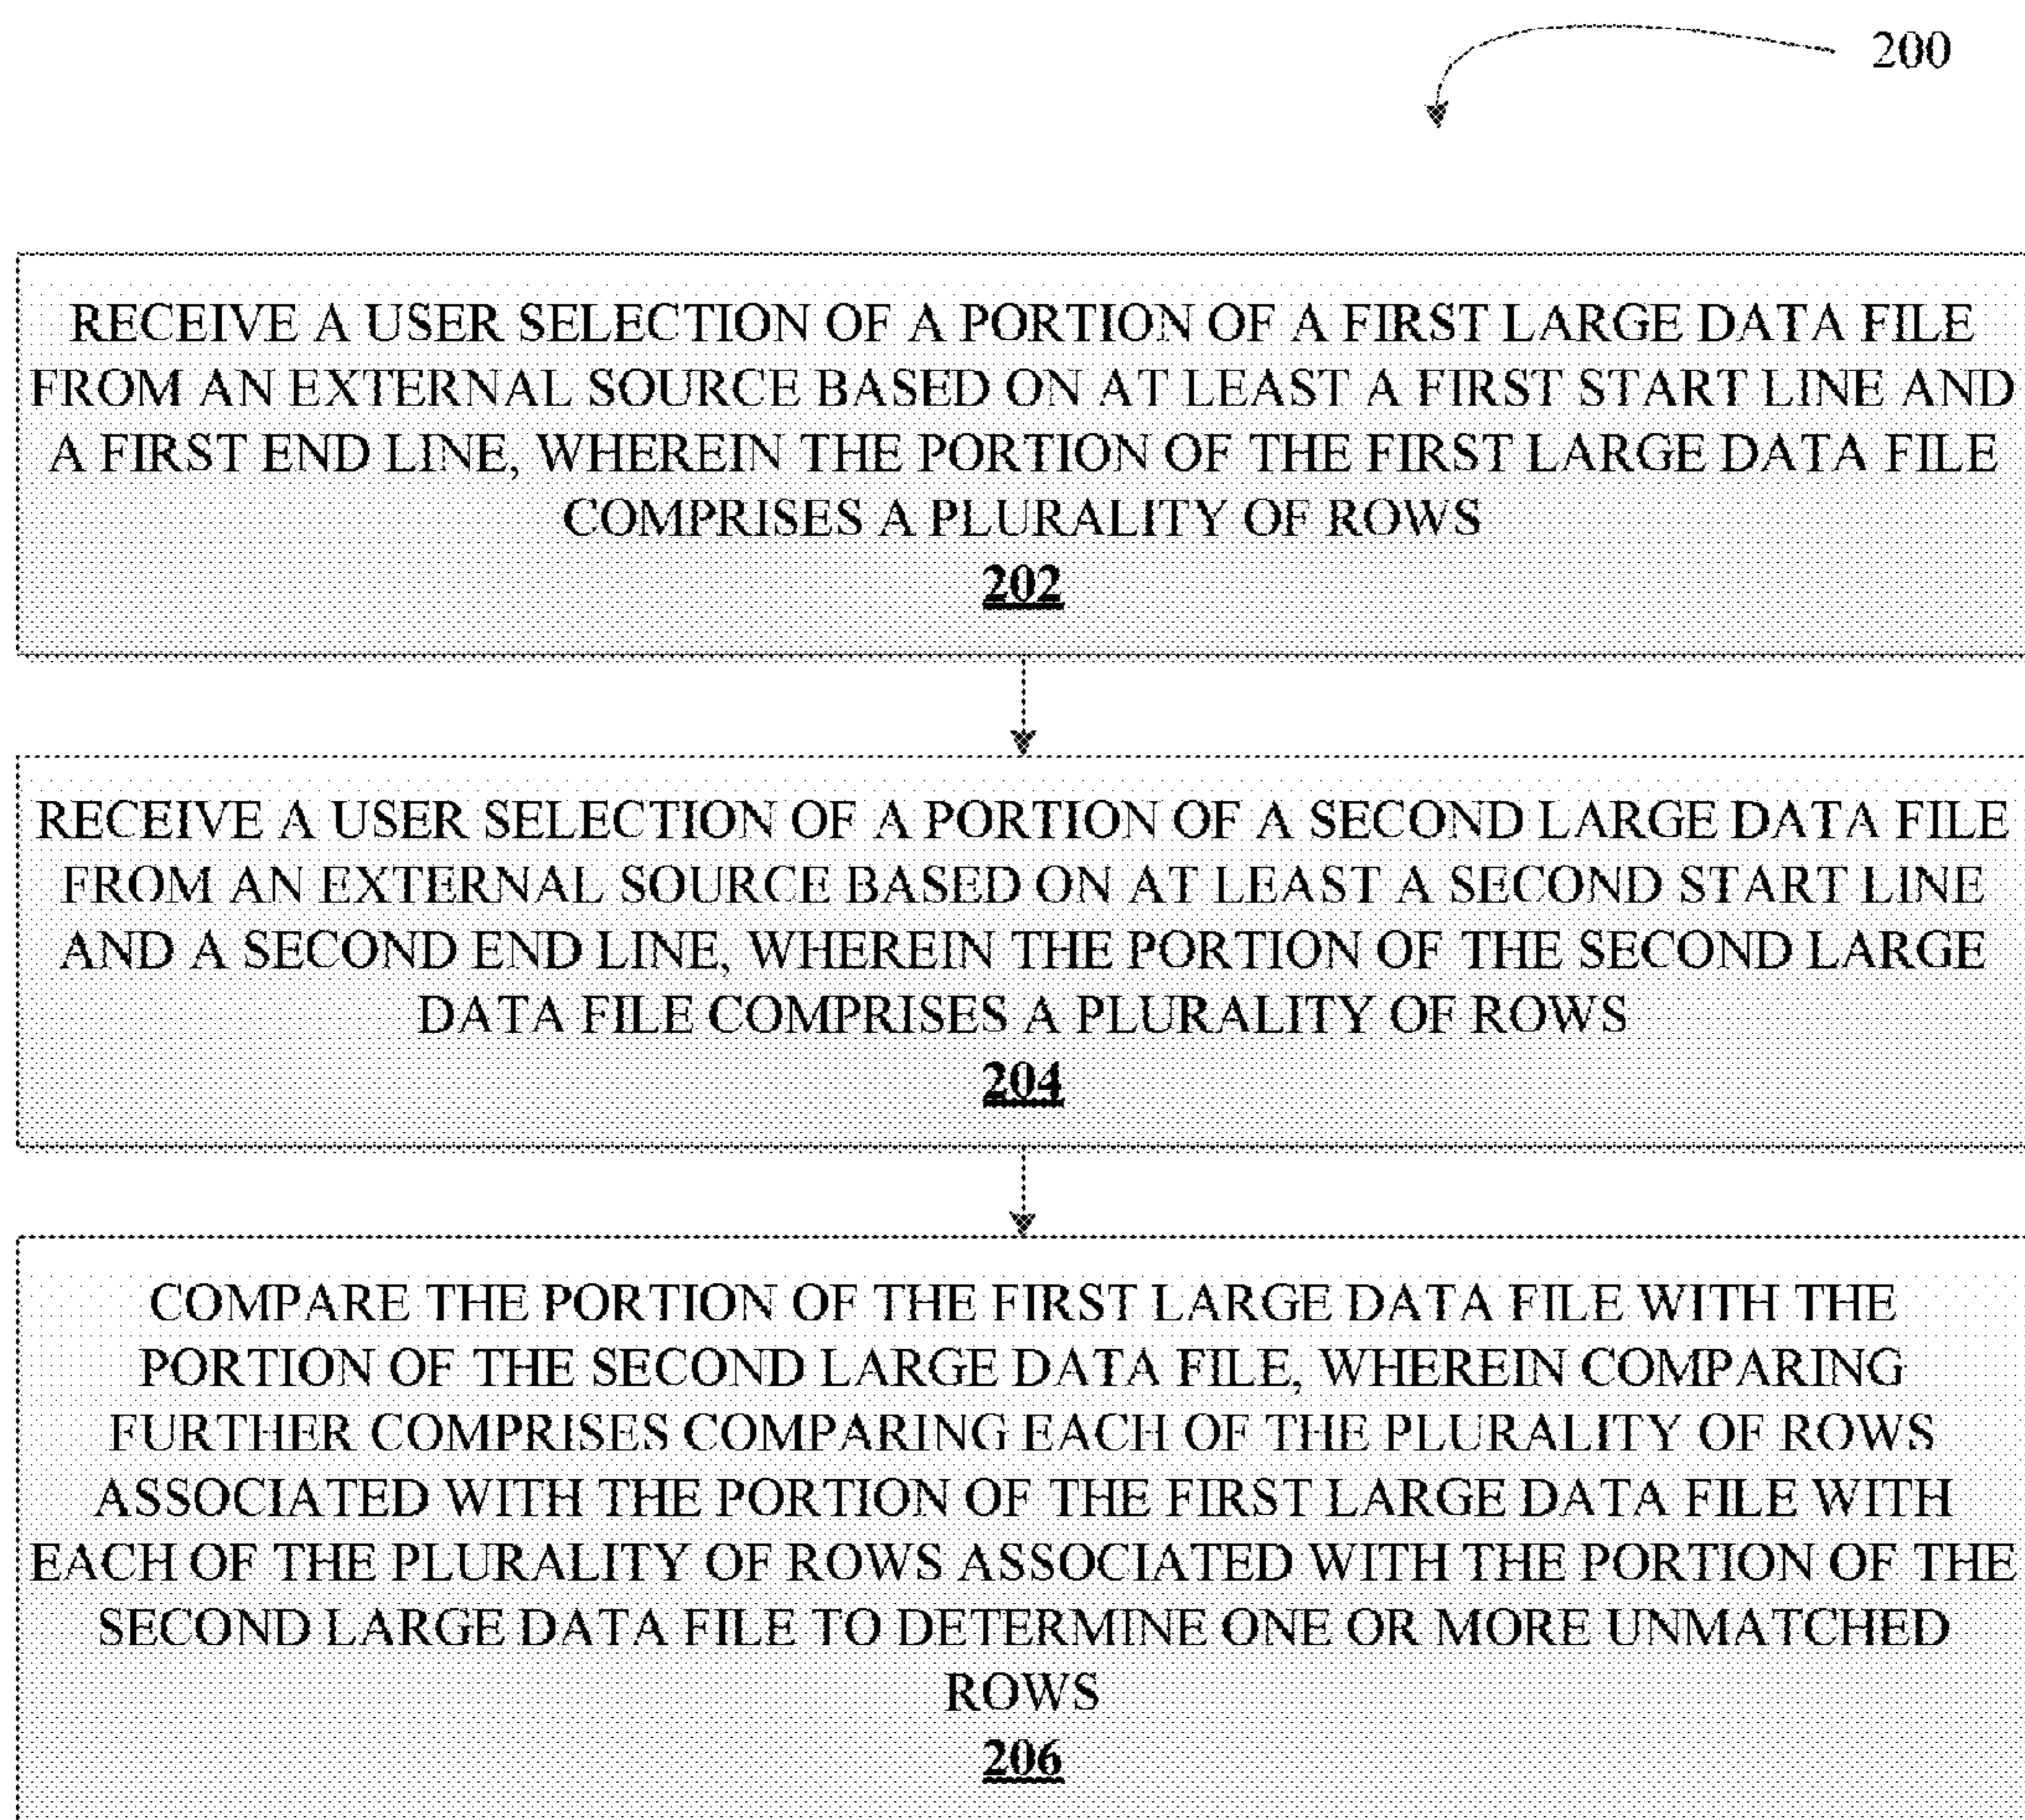 200
RECEIVE A USER SELECTION OF A PORTION OF A FIRST LARGE DATA FILE
FROM AN EXTERNAL SOURCE BASED ON AT LEAST A FIRST START LINE AND
A FIRST END LINE, WHEREIN THE PORTION OF THE FIRST LARGE DATA FILE
COMPRISES A PLURALITY OF ROWS
202
RECEIVE A USER SELECTION OF A PORTION OF A SECOND LARGE DATA FILE
FROM AN EXTERNAL SOURCE BASED ON AT LEAST A SECOND START LINE
AND A SECOND END LINE, WHEREIN THE PORTION OF THE SECOND LARGE
DATA FILE COMPRISES A PLURALITY OF ROWS
204
COMPARE THE PORTION OF THE FIRST LARGE DATA FILE WITH THE
PORTION OF THE SECOND LARGE DATA FILE, WHEREIN COMPARING
FURTHER COMPRISES COMPARING EACH OF THE PLURALITY OF ROWS
ASSOCIATED WITH THE PORTION OF THE FIRST LARGE DATA FILE WITH
EACH OF THE PLURALITY OF ROWS ASSOCIATED WITH THE PORTION OF THE
SECOND LARGE DATA FILE TO DETERMINE ONE OR MORE UNMATCHED
ROWS
206